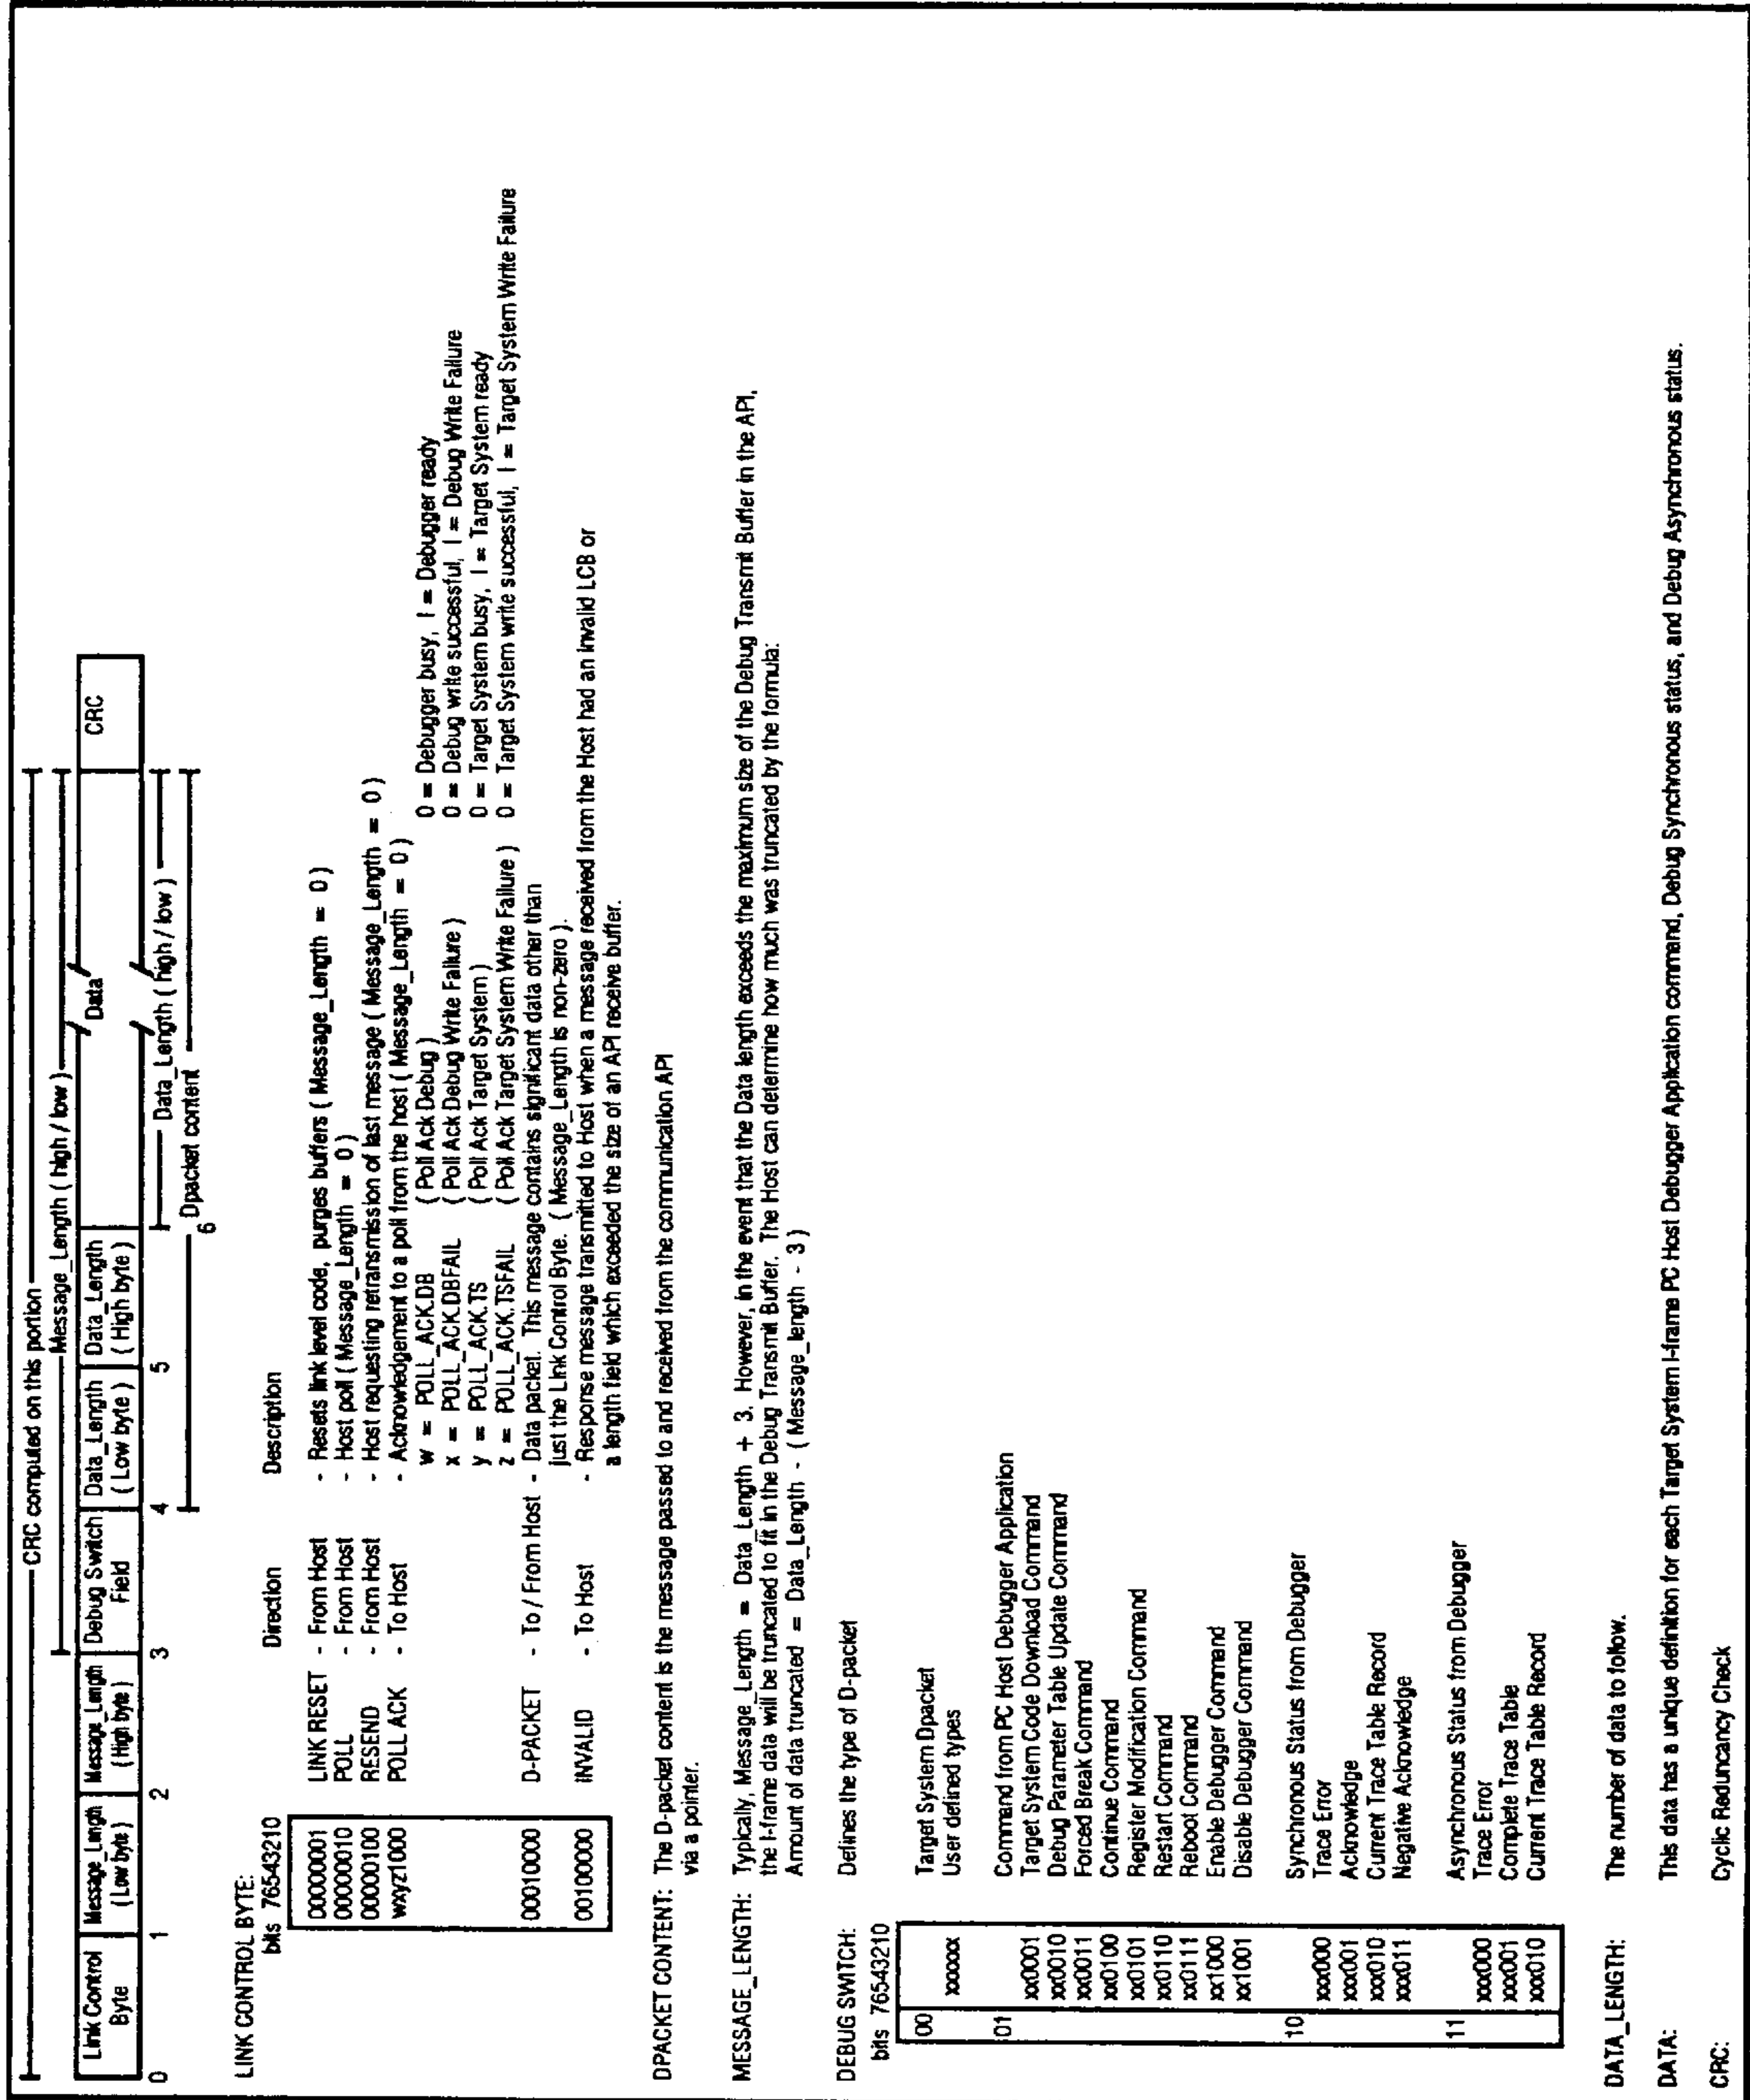 CRC computed on this portion
Message_Length ( high / low )
Link Control Byte
Message_Length ( Low byte )
Message_Length ( High byte )
Debug Switch Field
Data_Length ( Low byte )
Data_Length ( High byte )
Data
CRC
0 1 2 3 4 5 6
Data_Length ( high / low )
Dpacket content
LINK CONTROL BYTE:
bits 76543210 Direction Description
00000001 LINK RESET - From Host - Resets link level code, purges buffers ( Message_Length = 0 )
00000010 POLL - From Host - Host poll ( Message_Length = 0 )
00000100 RESEND - From Host - Host requesting retransmission of last message ( Message_Length = 0 )
wxyz1000 POLL ACK - To Host - Acknowledgement to a poll from the host ( Message_Length = 0 )
w = POLL_ACK.DB ( Poll Ack Debug ) 0 = Debugger busy, 1 = Debugger ready
x = POLL_ACK.DBFAIL ( Poll Ack Debug Write Failure ) 0 = Debug write successful, 1 = Debug Write Failure
y = POLL_ACK.TS ( Poll Ack Target System ) 0 = Target System busy, 1 = Target System ready
z = POLL_ACK.TSFAIL ( Poll Ack Target System Write Failure ) 0 = Target System write successful, 1 = Target System Write Failure
00010000 D-PACKET - To / From Host - Data packet. This message contains significant data other than
just the Link Control Byte. ( Message_Length is non-zero ).
00100000 INVALID - To Host - Response message transmitted to Host when a message received from the Host had an invalid LCB or
a length field which exceeded the size of an API receive buffer.
DPACKET CONTENT: The D-packet content is the message passed to and received from the communication API
via a pointer.
MESSAGE_LENGTH: Typically, Message_Length = Data_Length + 3. However, in the event that the Data length exceeds the maximum size of the Debug Transmit Buffer in the API,
the I-frame data will be truncated to fit in the Debug Transmit Buffer. The Host can determine how much was truncated by the formula:
Amount of data truncated = Data_Length - ( Message_length - 3 )
DEBUG SWITCH: Defines the type of D-packet
bits 76543210
00 Target System Dpacket
xxxxxx User defined types
01 Command from PC Host Debugger Application
xx0001 Target System Code Download Command
xx0010 Debug Parameter Table Update Command
xx0011 Forced Break Command
xx0100 Continue Command
xx0101 Register Modification Command
xx0110 Restart Command
xx0111 Reboot Command
xx1000 Enable Debugger Command
xx1001 Disable Debugger Command
10 Synchronous Status from Debugger
xxx000 Trace Error
xxx001 Acknowledge
xxx010 Current Trace Table Record
xxx011 Negative Acknowledge
11 Asynchronous Status from Debugger
xxx000 Trace Error
xxx001 Complete Trace Table
xxx010 Current Trace Table Record
DATA_LENGTH: The number of data to follow.
DATA: This data has a unique definition for each Target System I-frame PC Host Debugger Application command, Debug Synchronous status, and Debug Asynchronous status.
CRC: Cyclic Reduncancy Check